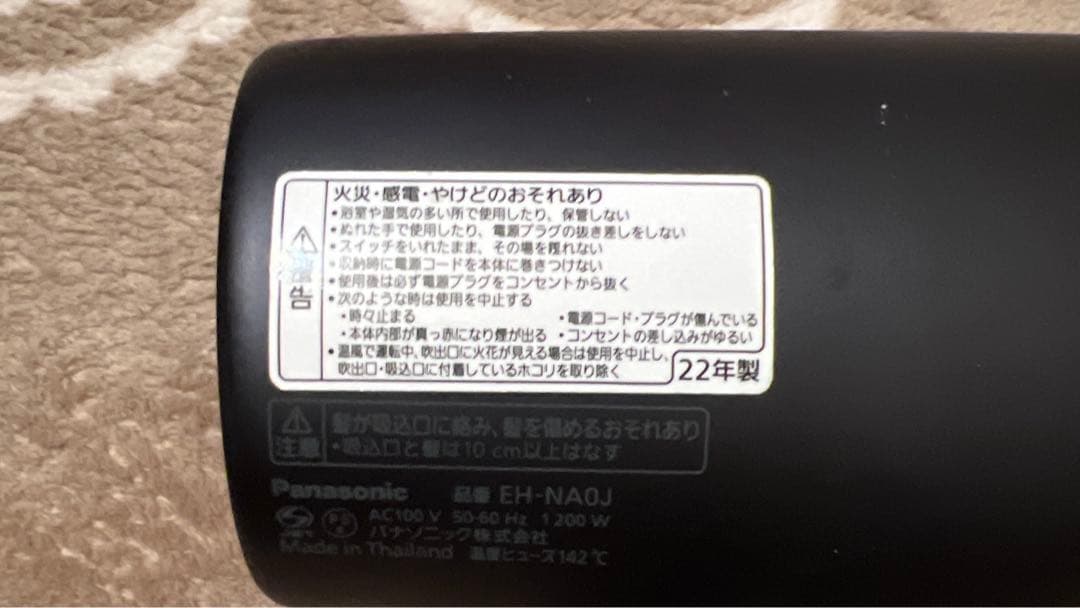 警告
火災・感電・やけどのおそれあり
・浴室や湿気の多い所で使用したり、保管しない
・ぬれた手で使用したり、電源プラグの抜き差しをしない
・スイッチをいれたまま、その場を離れない
・収納時に電源コードを本体に巻きつけない
・使用後は必ず電源プラグをコンセントから抜く
・次のような時は使用を中止する
・時々止まる ・電源コード・プラグが傷んでいる
・本体内部が真っ赤になり煙が出る ・コンセントの差し込みがゆるい
・温風で運転中、吹出口に火花が見える場合は使用を中止し、
吹出口・吸込口に付着しているホコリを取り除く
22年製
注意
髪が吸込口に絡み、髪を傷めるおそれあり
・吸込口と髪は10 cm以上はなす
Panasonic 品番 EH-NA0J
AC100 V 50-60 Hz 1 200 W
パナソニック株式会社
Made in Thailand 温度ヒューズ142℃